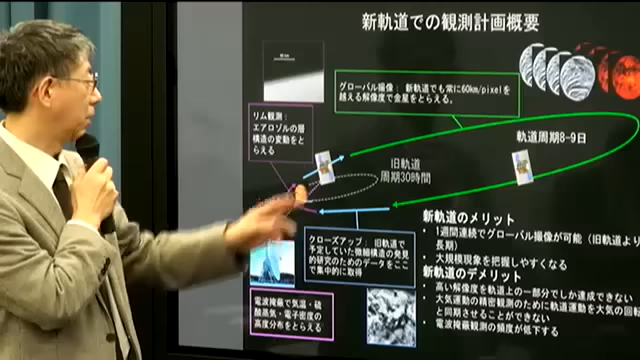 新軌道での観測計画概要
グローバル撮像： 新軌道でも常に60km/pixelを
越える解像度で金星をとらえる。
リム観測：
エアロゾルの層
構造の変動をと
らえる
軌道周期8-9日
旧軌道
周期30時間
クローズアップ： 旧軌道で
予定していた微細構造の発見
的研究のためのデータをここ
で集中的に取得
電波掩蔽で気温・硫
酸蒸気・電子密度の
高度分布をとらえる
新軌道のメリット
• 1週間連続でグローバル撮像が可能（旧軌道より
長期）
• 大規模現象を把握しやすくなる
新軌道のデメリット
• 高い解像度を軌道上の一部分でしか達成できない
• 大気運動の精密観測のために軌道運動を大気の回転
と同期させることができない
• 電波掩蔽観測の頻度が低下する